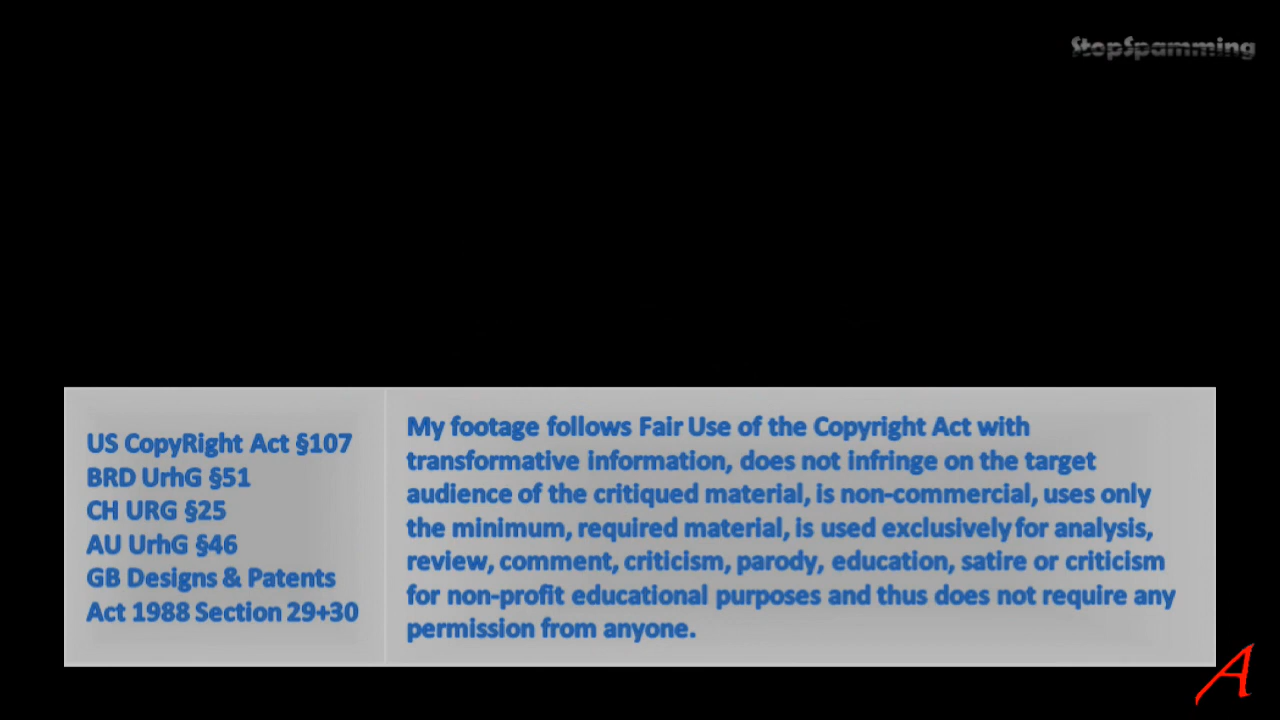 StopSpamming
US CopyRight Act §107
BRD UrhG §51
CH URG §25
AU UrhG §46
GB Designs & Patents
Act 1988 Section 29+30
My footage follows Fair Use of the Copyright Act with
transformative information, does not infringe on the target
audience of the critiqued material, is non-commercial, uses only
the minimum, required material, is used exclusively for analysis,
review, comment, criticism, parody, education, satire or criticism
for non-profit educational purposes and thus does not require any
permission from anyone.
A